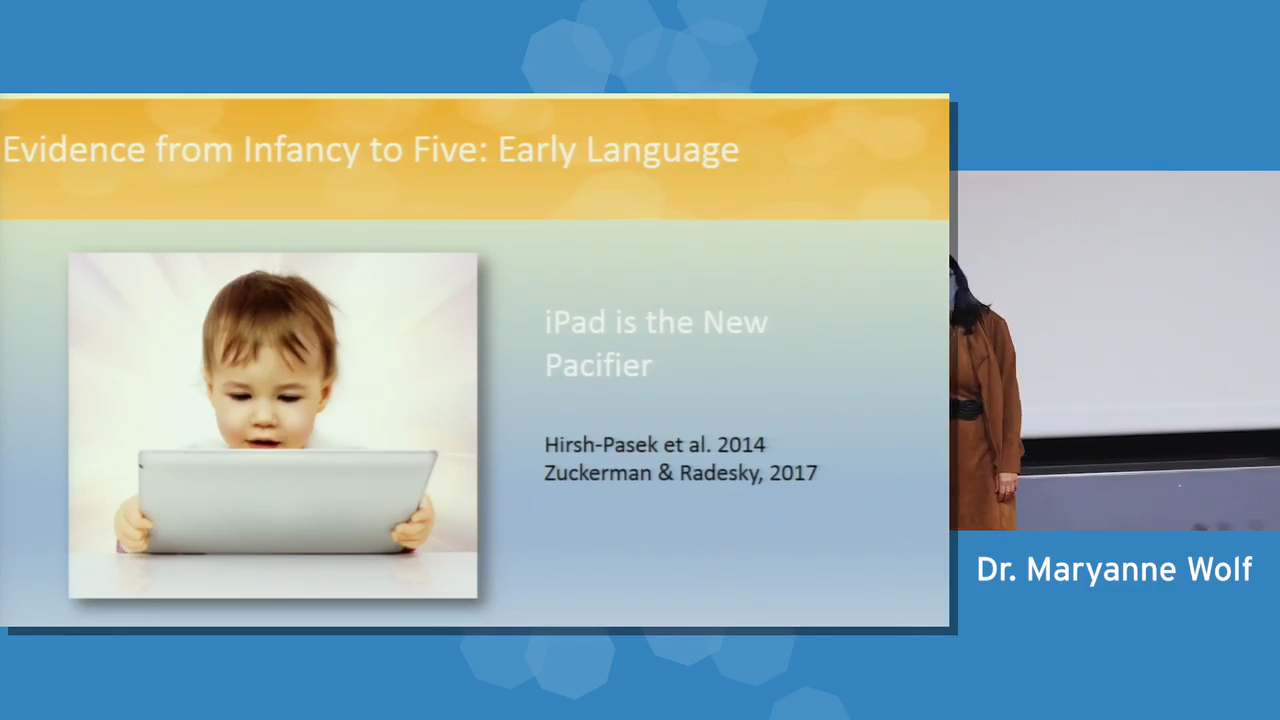 Evidence from Infancy to Five: Early Language
iPad is the New
Pacifier
Hirsh-Pasek et al. 2014
Zuckerman & Radesky, 2017
Dr. Maryanne Wolf